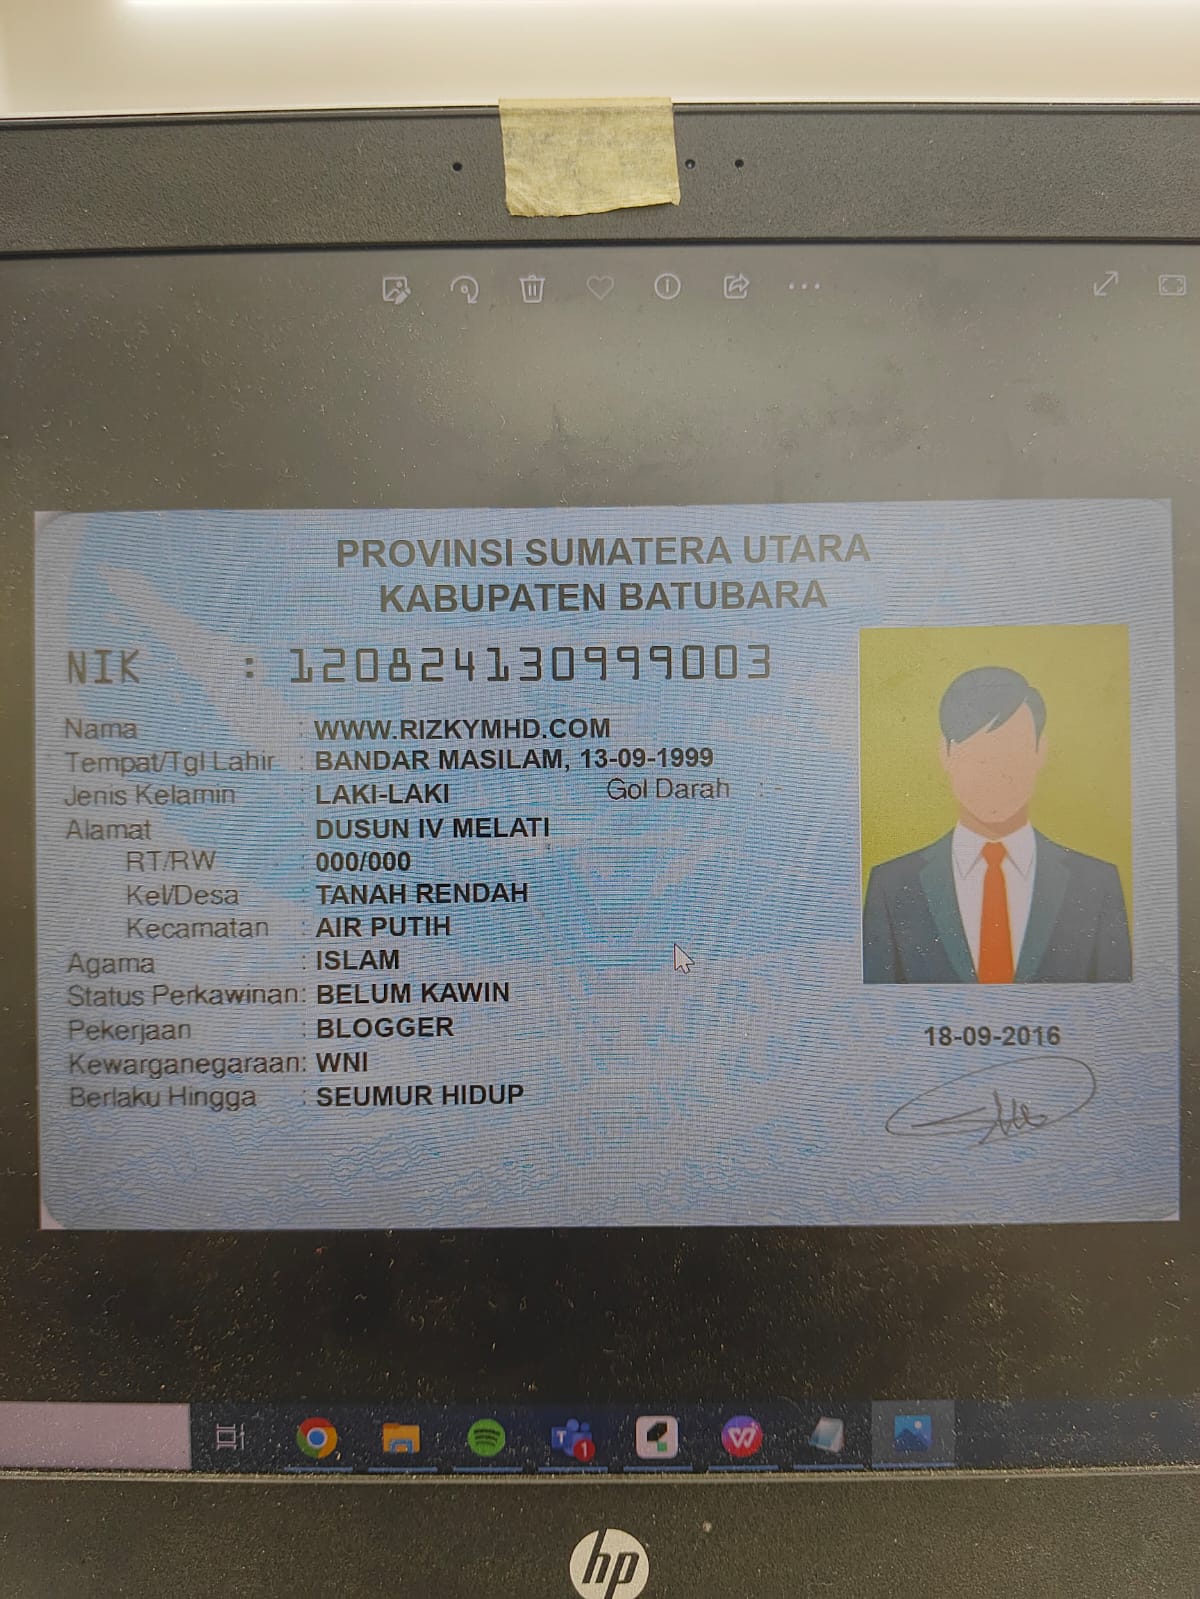 PROVINSI SUMATERA UTARA
KABUPATEN BATUBARA
NIK : 120824130999003
Nama : WWW.RIZKYMHD.COM
Tempat/Tgl Lahir : BANDAR MASILAM, 13-09-1999
Jenis Kelamin : LAKI-LAKI Gol Darah : -
Alamat : DUSUN IV MELATI
RT/RW : 000/000
Kel/Desa : TANAH RENDAH
Kecamatan : AIR PUTIH
Agama : ISLAM
Status Perkawinan: BELUM KAWIN
Pekerjaan : BLOGGER
Kewarganegaraan: WNI
Berlaku Hingga : SEUMUR HIDUP
18-09-2016
T 1
W
hp